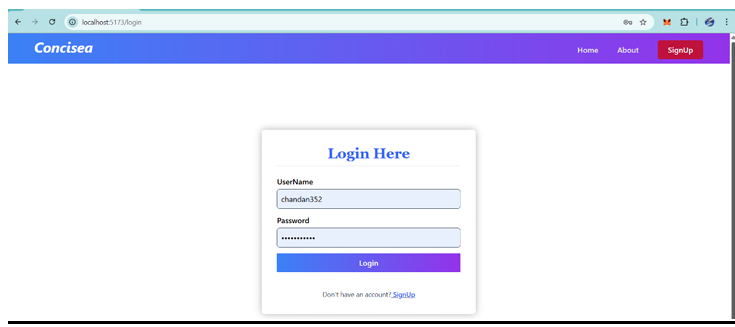 localhost:5173/login
Concisea
Home About SignUp
Login Here
UserName
chandan352
Password
•••••••••••
Login
Don't have an account? SignUp